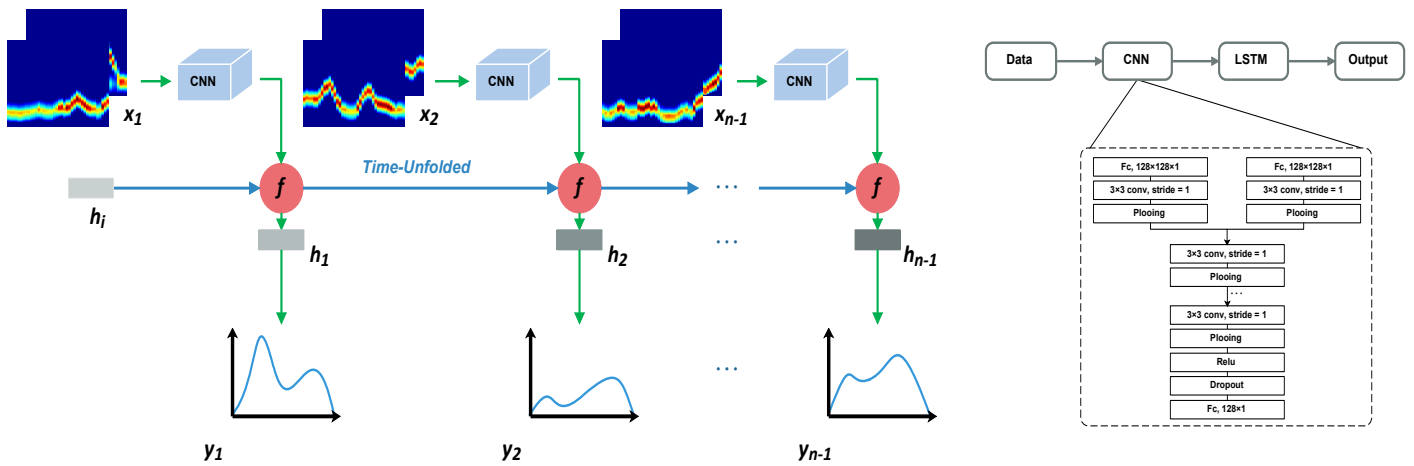 x1
CNN
x2
CNN
xn-1
CNN
Time-Unfolded
hi
f
f
...
f
h1
h2
...
hn-1
...
y1
y2
yn-1
Data
CNN
LSTM
Output
Fc, 128×128×1
Fc, 128×128×1
3×3 conv, stride = 1
3×3 conv, stride = 1
Plooing
Plooing
3×3 conv, stride = 1
Plooing
...
3×3 conv, stride = 1
Plooing
Relu
Dropout
Fc, 128×1